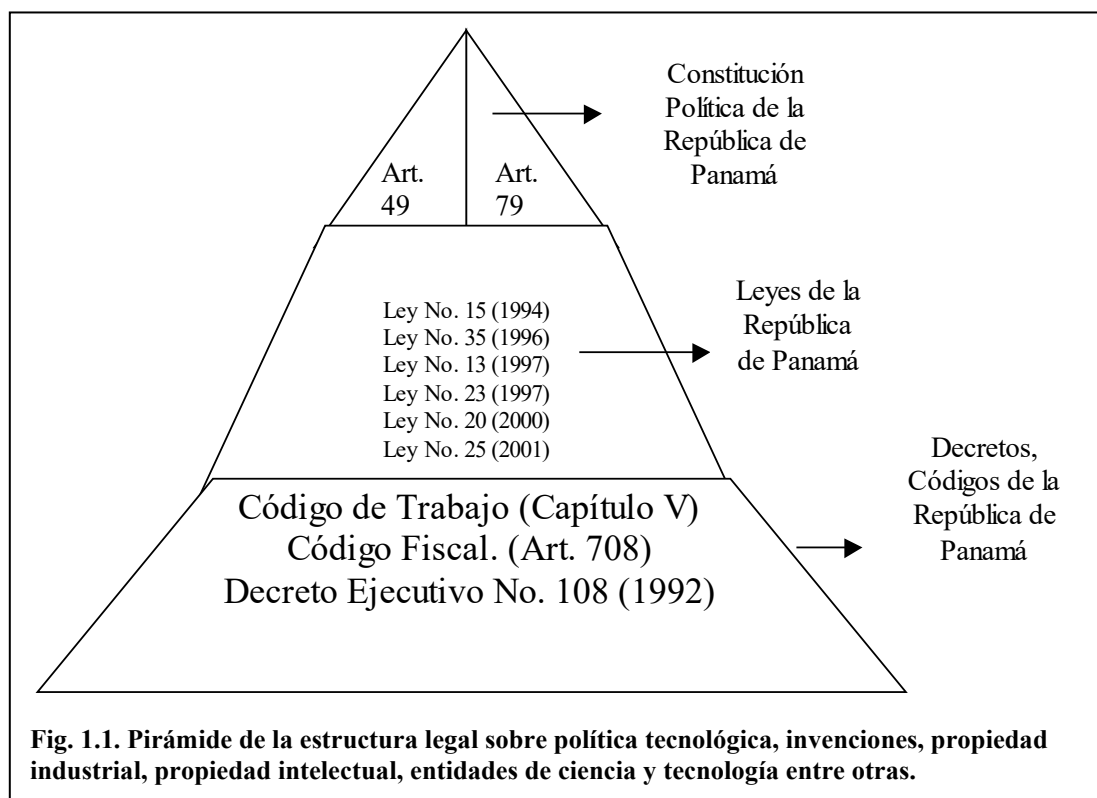 Constitución
Política de la
República de
Panamá
Art.
49
Art.
79
Ley No. 15 (1994)
Ley No. 35 (1996)
Ley No. 13 (1997)
Ley No. 23 (1997)
Ley No. 20 (2000)
Ley No. 25 (2001)
Leyes de la
República
de Panamá
Código de Trabajo (Capítulo V)
Código Fiscal. (Art. 708)
Decreto Ejecutivo No. 108 (1992)
Decretos,
Códigos de la
República de
Panamá
Fig. 1.1. Pirámide de la estructura legal sobre política tecnológica, invenciones, propiedad
industrial, propiedad intelectual, entidades de ciencia y tecnología entre otras.